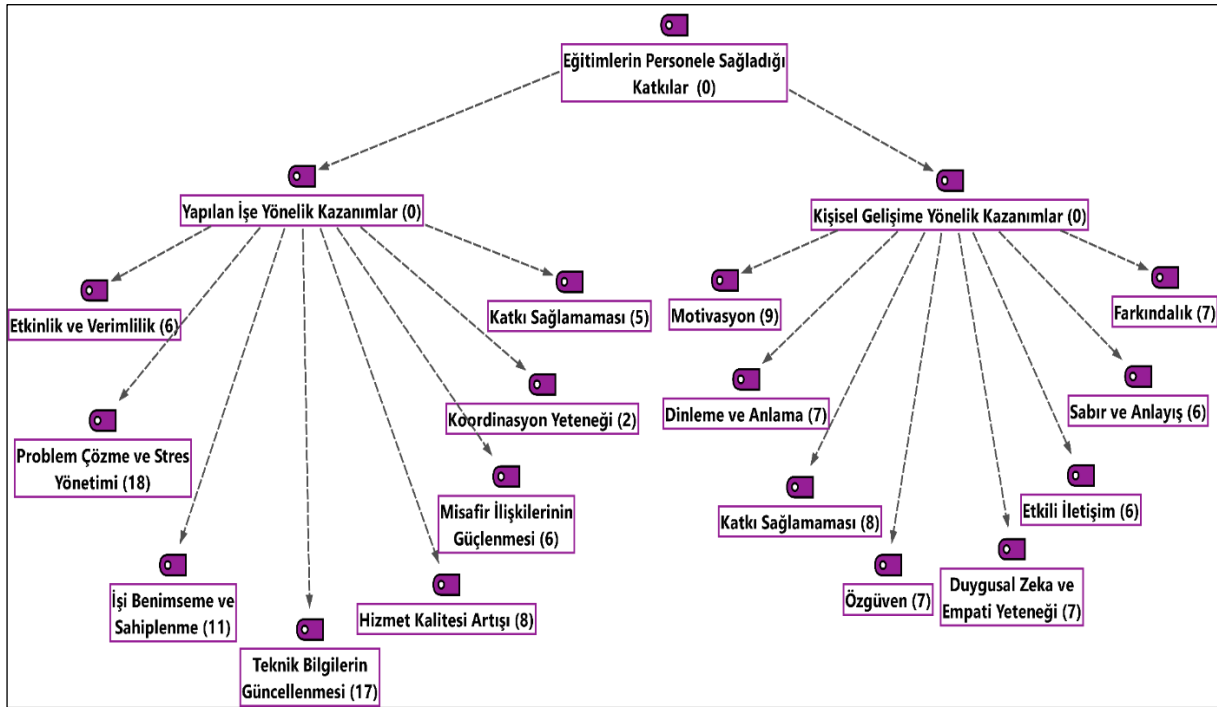 Eğitimlerin Personele Sağladığı
Katkılar (0)
Yapılan İşe Yönelik Kazanımlar (0)
Kişisel Gelişime Yönelik Kazanımlar (0)
Etkinlik ve Verimlilik (6)
Katkı Sağlamaması (5)
Motivasyon (9)
Farkındalık (7)
Problem Çözme ve Stres
Yönetimi (18)
Koordinasyon Yeteneği (2)
Dinleme ve Anlama (7)
Sabır ve Anlayış (6)
Misafir İlişkilerinin
Güçlenmesi (6)
Katkı Sağlamaması (8)
Etkili İletişim (6)
İşi Benimseme ve
Sahiplenme (11)
Hizmet Kalitesi Artışı (8)
Özgüven (7)
Duygusal Zeka ve
Empati Yeteneği (7)
Teknik Bilgilerin
Güncellenmesi (17)